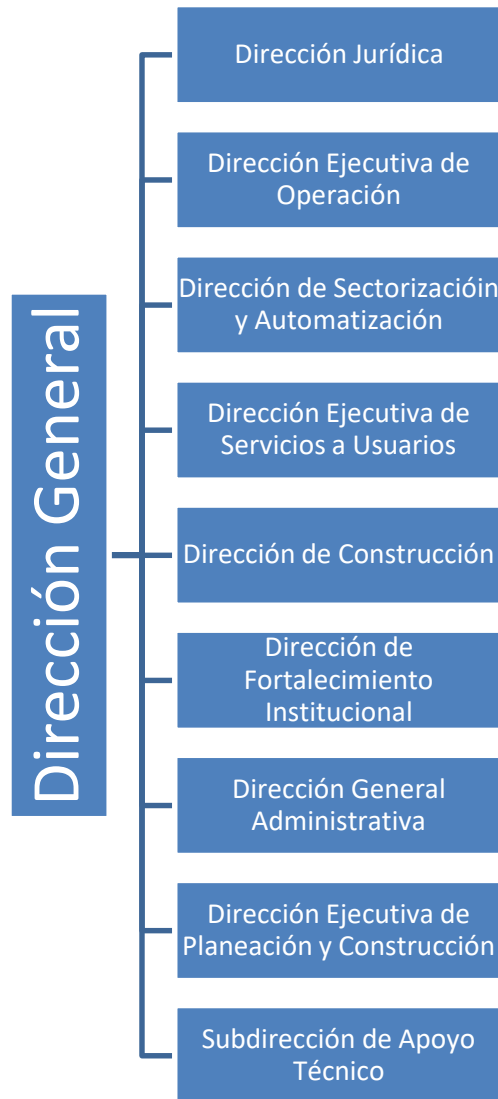 Dirección General
Dirección Jurídica
Dirección Ejecutiva de
Operación
Dirección de Sectorizacióin
y Automatización
Dirección Ejecutiva de
Servicios a Usuarios
Dirección de Construcción
Dirección de
Fortalecimiento
Institucional
Dirección General
Administrativa
Dirección Ejecutiva de
Planeación y Construcción
Subdirección de Apoyo
Técnico